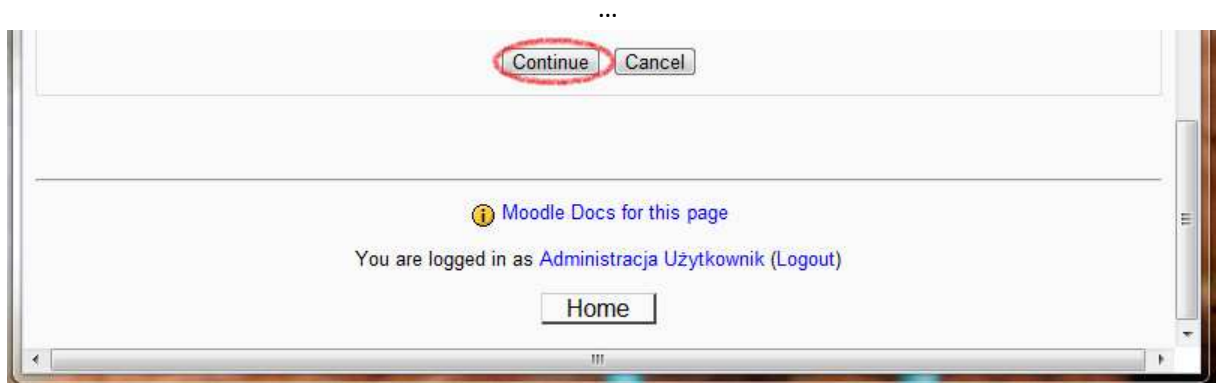 ...
Continue Cancel
Moodle Docs for this page
You are logged in as Administracja Użytkownik (Logout)
Home